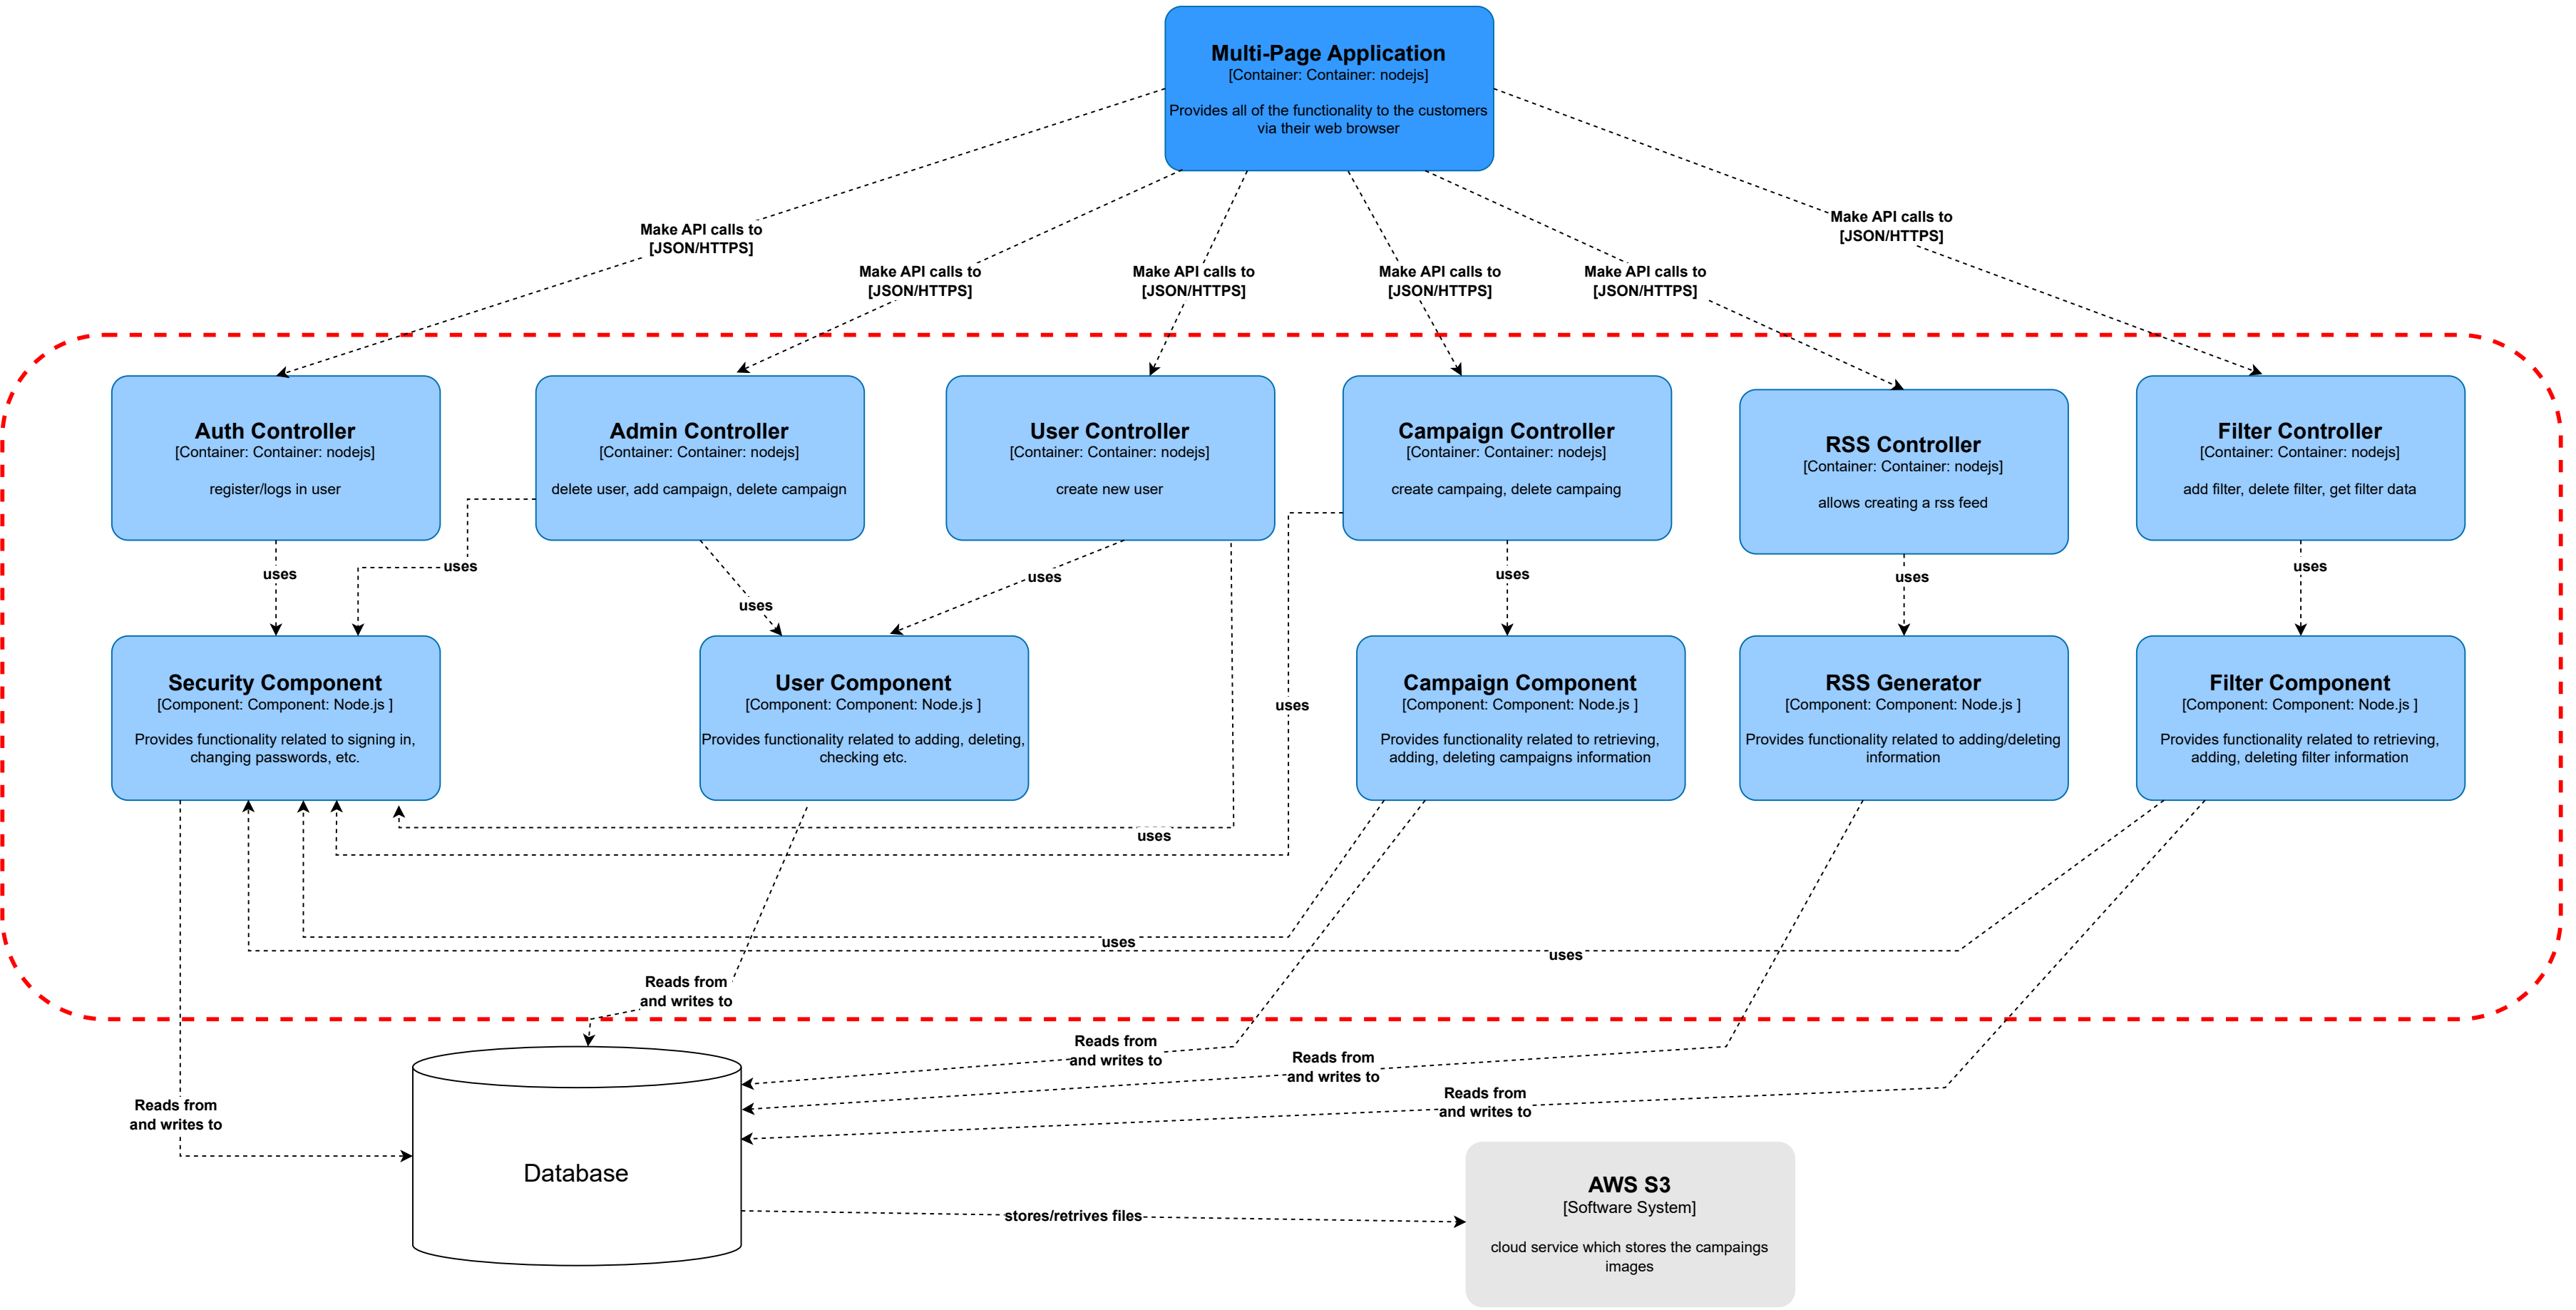 Multi-Page Application
[Container: Container: nodejs]
Provides all of the functionality to the customers
via their web browser
Make API calls to
[JSON/HTTPS]
Make API calls to
[JSON/HTTPS]
Make API calls to
[JSON/HTTPS]
Make API calls to
[JSON/HTTPS]
Make API calls to
[JSON/HTTPS]
Make API calls to
[JSON/HTTPS]
Auth Controller
[Container: Container: nodejs]
register/logs in user
Admin Controller
[Container: Container: nodejs]
delete user, add campaign, delete campaign
User Controller
[Container: Container: nodejs]
create new user
Campaign Controller
[Container: Container: nodejs]
create campaing, delete campaing
RSS Controller
[Container: Container: nodejs]
allows creating a rss feed
Filter Controller
[Container: Container: nodejs]
add filter, delete filter, get filter data
uses
uses
uses
uses
uses
uses
uses
uses
Security Component
[Component: Component: Node.js ]
Provides functionality related to signing in,
changing passwords, etc.
User Component
[Component: Component: Node.js ]
Provides functionality related to adding, deleting,
checking etc.
Campaign Component
[Component: Component: Node.js ]
Provides functionality related to retrieving,
adding, deleting campaigns information
RSS Generator
[Component: Component: Node.js ]
Provides functionality related to adding/deleting
information
Filter Component
[Component: Component: Node.js ]
Provides functionality related to retrieving,
adding, deleting filter information
uses
uses
uses
Reads from
and writes to
Reads from
and writes to
Reads from
and writes to
Reads from
and writes to
Reads from
and writes to
Database
stores/retrives files
AWS S3
[Software System]
cloud service which stores the campaings
images